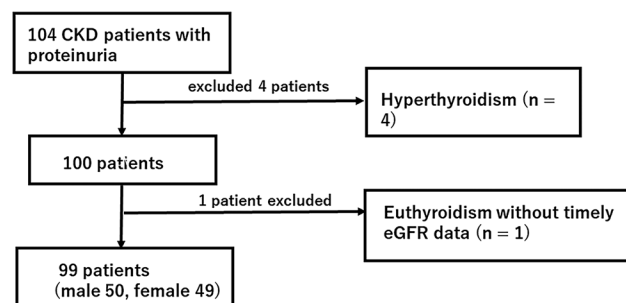 104 CKD patients with
proteinuria
excluded 4 patients
Hyperthyroidism (n =
4)
100 patients
1 patient excluded
Euthyroidism without timely
eGFR data (n = 1)
99 patients
(male 50, female 49)